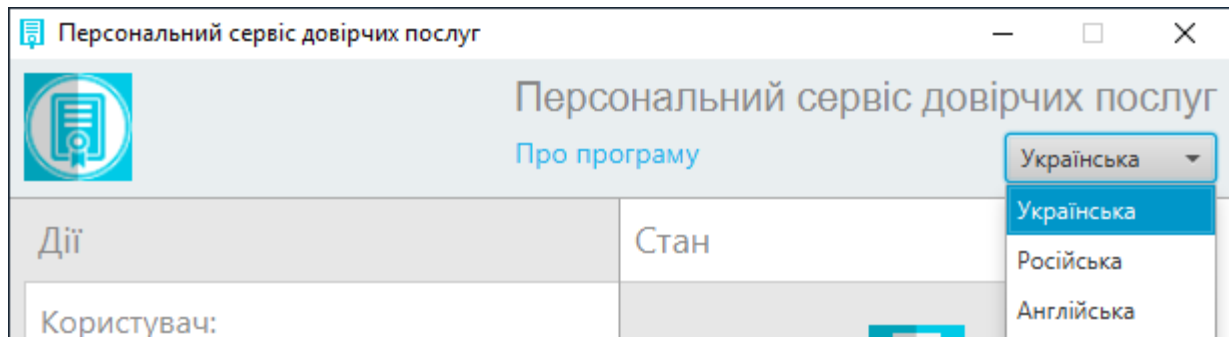 Персональний сервіс довірчих послуг
Персональний сервіс довірчих послуг
Про програму
Українська
Українська
Російська
Англійська
Дії
Стан
Користувач: